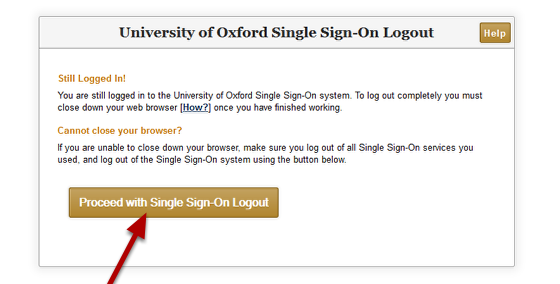 University of Oxford Single Sign-On Logout
Help
Still Logged In!
You are still logged in to the University of Oxford Single Sign-On system. To log out completely you must
close down your web browser [How?] once you have finished working.
Cannot close your browser?
If you are unable to close down your browser, make sure you log out of all Single Sign-On services you
used, and log out of the Single Sign-On system using the button below.
Proceed with Single Sign-On Logout